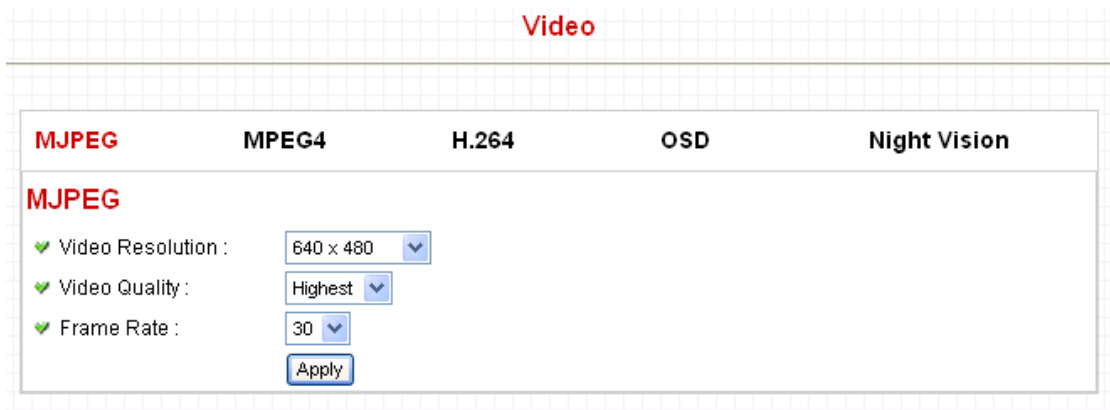 Video
MJPEG MPEG4 H.264 OSD Night Vision
MJPEG
Video Resolution : 640 x 480
Video Quality : Highest
Frame Rate : 30
Apply